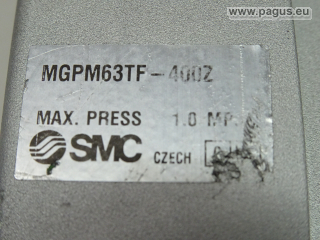 www.pagus.eu
MGPM63TF-400Z
MAX. PRESS 1.0 MP
SMC CZECH